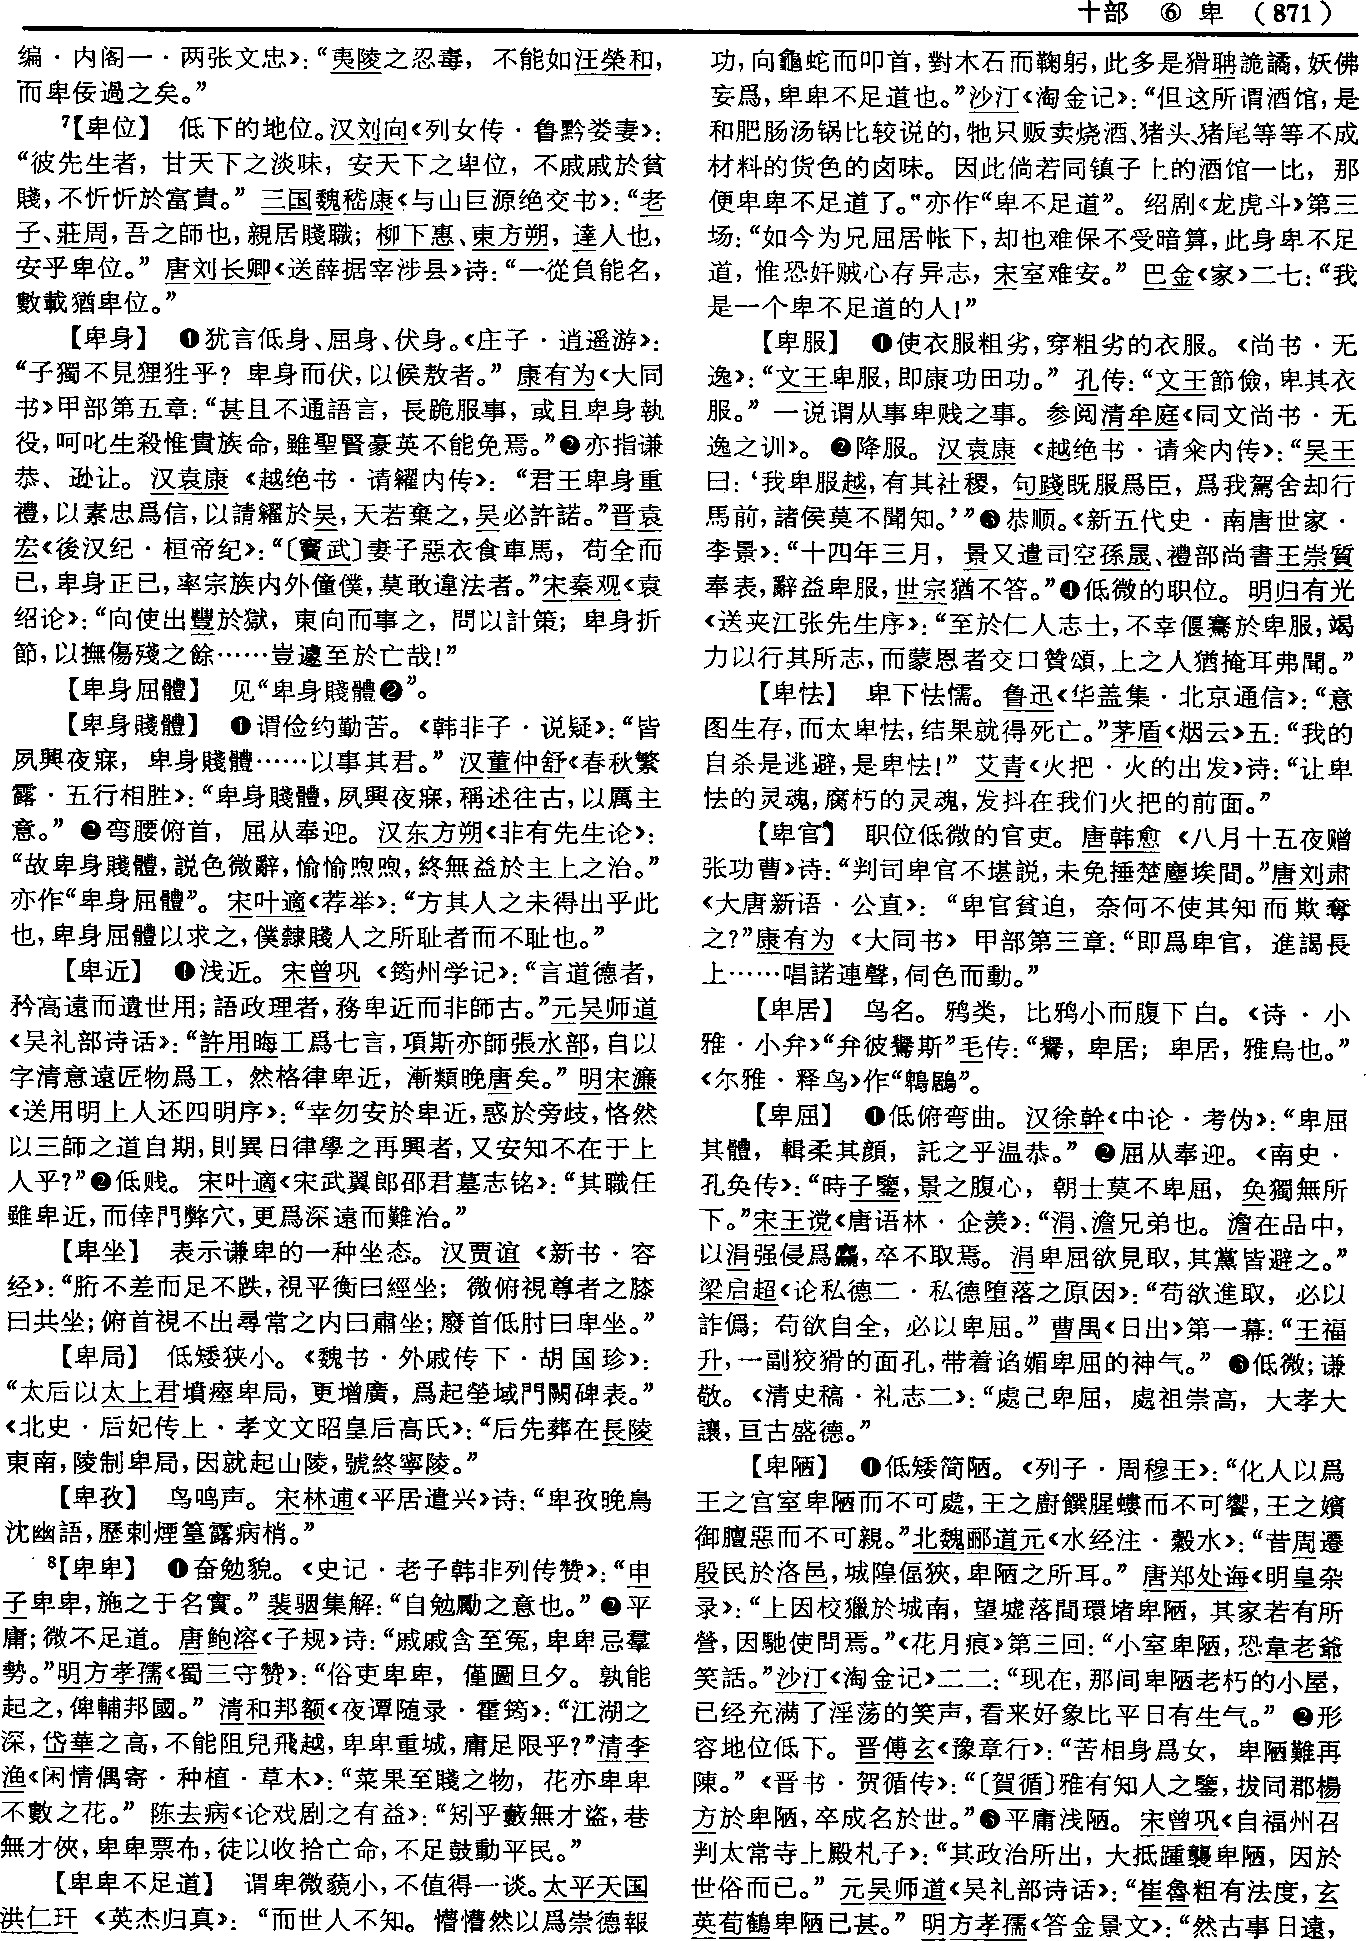 十部 ⑥ 卑 (871)
编·内阁一·两张文忠》：“夷陵之忍毒，不能如汪榮和，
而卑佞過之矣。”
⁷【卑位】 低下的地位。汉刘向《列女传·鲁黔娄妻》：
“彼先生者，甘天下之淡味，安天下之卑位，不戚戚於貧
賤，不忻忻於富貴。” 三国魏嵇康《与山巨源绝交书》：“老
子、莊周，吾之師也，親居賤職；柳下惠、東方朔，達人也，
安乎卑位。” 唐刘长卿《送薛据宰涉县》诗：“一從負能名，
數載猶卑位。”
【卑身】 ❶犹言低身、屈身、伏身。《庄子·逍遥游》：
“子獨不見狸狌乎？卑身而伏，以候敖者。” 康有为《大同
书》甲部第五章：“甚且不通語言，長跪服事，或且卑身執
役，呵叱生殺惟貴族命，雖聖賢豪英不能免焉。”❷亦指谦
恭、逊让。汉袁康《越绝书·请糴内传》：“君王卑身重
禮，以素忠爲信，以請糴於吴，天若棄之，吴必許諾。”晋袁
宏《後汉纪·桓帝纪》：“〔竇武〕妻子惡衣食車馬，苟全而
已，卑身正已，率宗族内外僮僕，莫敢違法者。”宋秦观《袁
绍论》：“向使出豐於獄，東向而事之，問以計策；卑身折
節，以撫傷殘之餘……豈遽至於亡哉！”
【卑身屈體】 见“卑身賤體❷”。
【卑身賤體】 ❶谓俭约勤苦。《韩非子·说疑》：“皆
夙興夜寐，卑身賤體……以事其君。” 汉董仲舒《春秋繁
露·五行相胜》：“卑身賤體，夙興夜寐，稱述往古，以厲主
意。” ❷弯腰俯首，屈从奉迎。汉东方朔《非有先生论》：
“故卑身賤體，説色微辭，愉愉煦煦，終無益於主上之治。”
亦作“卑身屈體”。宋叶適《荐举》：“方其人之未得出乎此
也，卑身屈體以求之，僕隸賤人之所耻者而不耻也。”
【卑近】 ❶浅近。宋曾巩《筠州学记》：“言道德者，
矜高遠而遺世用；語政理者，務卑近而非師古。”元吴师道
《吴礼部诗话》：“許用晦工爲七言，項斯亦師張水部，自以
字清意遠匠物爲工，然格律卑近，漸類晚唐矣。” 明宋濂
《送用明上人还四明序》：“幸勿安於卑近，惑於旁歧，恪然
以三師之道自期，則異日律學之再興者，又安知不在于上
人乎？”❷低贱。宋叶適《宋武翼郎邵君墓志铭》：“其職任
雖卑近，而倖門弊穴，更爲深遠而難治。”
【卑坐】 表示谦卑的一种坐态。汉贾谊《新书·容
经》：“胻不差而足不跌，視平衡曰經坐；微俯視尊者之膝
曰共坐；俯首視不出尋常之内曰肅坐；廢首低肘曰卑坐。”
【卑局】 低矮狭小。《魏书·外戚传下·胡国珍》：
“太后以太上君墳瘞卑局，更增廣，爲起塋域門闕碑表。”
《北史·后妃传上·孝文文昭皇后高氏》：“后先葬在長陵
東南，陵制卑局，因就起山陵，號終寧陵。”
【卑孜】 鸟鸣声。宋林逋《平居遣兴》诗：“卑孜晚鳥
沈幽語，歷剌煙篁露病梢。”
⁸【卑卑】 ❶奋勉貌。《史记·老子韩非列传赞》：“申
子卑卑，施之于名實。” 裴骃集解：“自勉勵之意也。” ❷平
庸；微不足道。唐鲍溶《子规》诗：“戚戚含至冤，卑卑忌羣
勢。”明方孝孺《蜀三守赞》：“俗吏卑卑，僅圖旦夕。孰能
起之，俾輔邦國。” 清和邦额《夜谭随录·霍筠》：“江湖之
深，岱華之高，不能阻兒飛越，卑卑重城，庸足限乎？”清李
渔《闲情偶寄·种植·草木》：“菜果至賤之物，花亦卑卑
不數之花。” 陈去病《论戏剧之有益》：“矧乎藪無才盗，巷
無才俠，卑卑票布，徒以收拾亡命，不足鼓動平民。”
【卑卑不足道】 谓卑微藐小，不值得一谈。太平天国
洪仁玕《英杰归真》：“而世人不知。懵懵然以爲崇德報
功，向龜蛇而叩首，對木石而鞠躬，此多是猾聃詭譎，妖佛
妄爲，卑卑不足道也。”沙汀《淘金记》：“但这所谓酒馆，是
和肥肠汤锅比较说的，牠只贩卖烧酒、猪头、猪尾等等不成
材料的货色的卤味。因此倘若同镇子上的酒馆一比，那
便卑卑不足道了。”亦作“卑不足道”。绍剧《龙虎斗》第三
场：“如今为兄屈居帐下，却也难保不受暗算，此身卑不足
道，惟恐奸贼心存异志，宋室难安。” 巴金《家》二七：“我
是一个卑不足道的人！”
【卑服】 ❶使衣服粗劣，穿粗劣的衣服。《尚书·无
逸》：“文王卑服，即康功田功。” 孔传：“文王節儉，卑其衣
服。”一说谓从事卑贱之事。参阅清牟庭《同文尚书·无
逸之训》。 ❷降服。汉袁康《越绝书·请籴内传》：“吴王
曰：‘我卑服越，有其社稷，句踐既服爲臣，爲我駕舍却行
馬前，諸侯莫不聞知。’”❸恭顺。《新五代史·南唐世家·
李景》：“十四年三月，景又遣司空孫晟、禮部尚書王崇質
奉表，辭益卑服，世宗猶不答。”❹低微的职位。明归有光
《送夹江张先生序》：“至於仁人志士，不幸偃蹇於卑服，竭
力以行其所志，而蒙恩者交口贊頌，上之人猶掩耳弗聞。”
【卑怯】 卑下怯懦。鲁迅《华盖集·北京通信》：“意
图生存，而太卑怯，结果就得死亡。”茅盾《烟云》五：“我的
自杀是逃避，是卑怯！” 艾青《火把·火的出发》诗：“让卑
怯的灵魂，腐朽的灵魂，发抖在我们火把的前面。”
【卑官】 职位低微的官吏。唐韩愈《八月十五夜赠
张功曹》诗：“判司卑官不堪説，未免捶楚塵埃間。”唐刘肃
《大唐新语·公直》：“卑官貧迫，奈何不使其知而欺奪
之？”康有为《大同书》甲部第三章：“即爲卑官，進謁長
上……唱諾連聲，伺色而動。”
【卑居】 鸟名。鸦类，比鸦小而腹下白。《诗·小
雅·小弁》“弁彼鸒斯”毛传：“鸒，卑居；卑居，雅烏也。”
《尔雅·释鸟》作“鵯鶋”。
【卑屈】 ❶低俯弯曲。汉徐幹《中论·考伪》：“卑屈
其體，輯柔其顔，託之乎温恭。” ❷屈从奉迎。《南史·
孔奂传》：“時子鑒，景之腹心，朝士莫不卑屈，奂獨無所
下。”宋王谠《唐语林·企羡》：“涓、澹兄弟也。澹在品中，
以涓强侵爲麤，卒不取焉。涓卑屈欲見取，其黨皆避之。”
梁启超《论私德二·私德堕落之原因》：“苟欲進取，必以
詐僞；苟欲自全，必以卑屈。” 曹禺《日出》第一幕：“王福
升，一副狡猾的面孔，带着谄媚卑屈的神气。” ❸低微；谦
敬。《清史稿·礼志二》：“處己卑屈，處祖崇高，大孝大
讓，亘古盛德。”
【卑陋】 ❶低矮简陋。《列子·周穆王》：“化人以爲
王之宫室卑陋而不可處，王之廚饌腥螻而不可饗，王之嬪
御膻惡而不可親。”北魏郦道元《水经注·榖水》：“昔周遷
殷民於洛邑，城隍偪狹，卑陋之所耳。” 唐郑处诲《明皇杂
录》：“上因校獵於城南，望墟落間環堵卑陋，其家若有所
營，因馳使問焉。”《花月痕》第三回：“小室卑陋，恐韋老爺
笑話。”沙汀《淘金记》二二：“现在，那间卑陋老朽的小屋，
已经充满了淫荡的笑声，看来好象比平日有生气。” ❷形
容地位低下。晋傅玄《豫章行》：“苦相身爲女，卑陋難再
陳。”《晋书·贺循传》：“〔賀循〕雅有知人之鑒，拔同郡楊
方於卑陋，卒成名於世。”❸平庸浅陋。宋曾巩《自福州召
判太常寺上殿札子》：“其政治所出，大抵踵襲卑陋，因於
世俗而已。” 元吴师道《吴礼部诗话》：“崔魯粗有法度，玄
英荀鶴卑陋已甚。” 明方孝孺《答金景文》：“然古事日遠，